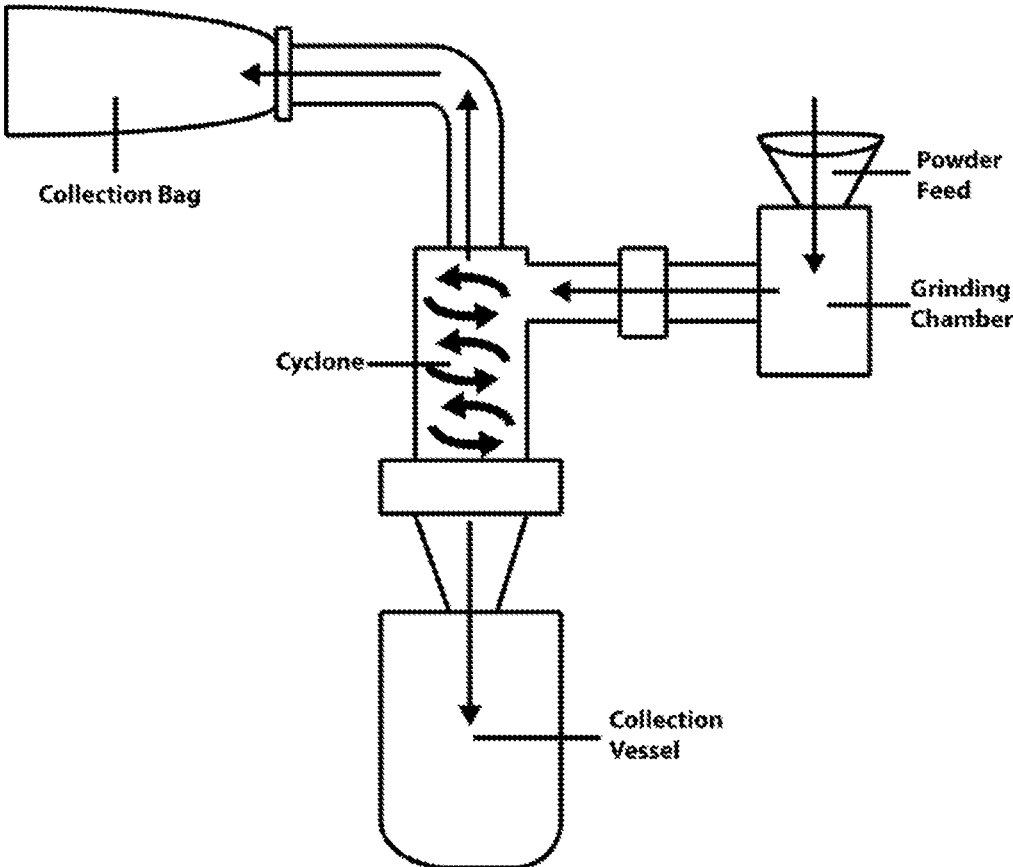 Collection Bag
Powder
Feed
Grinding
Chamber
Cyclone
Collection
Vessel